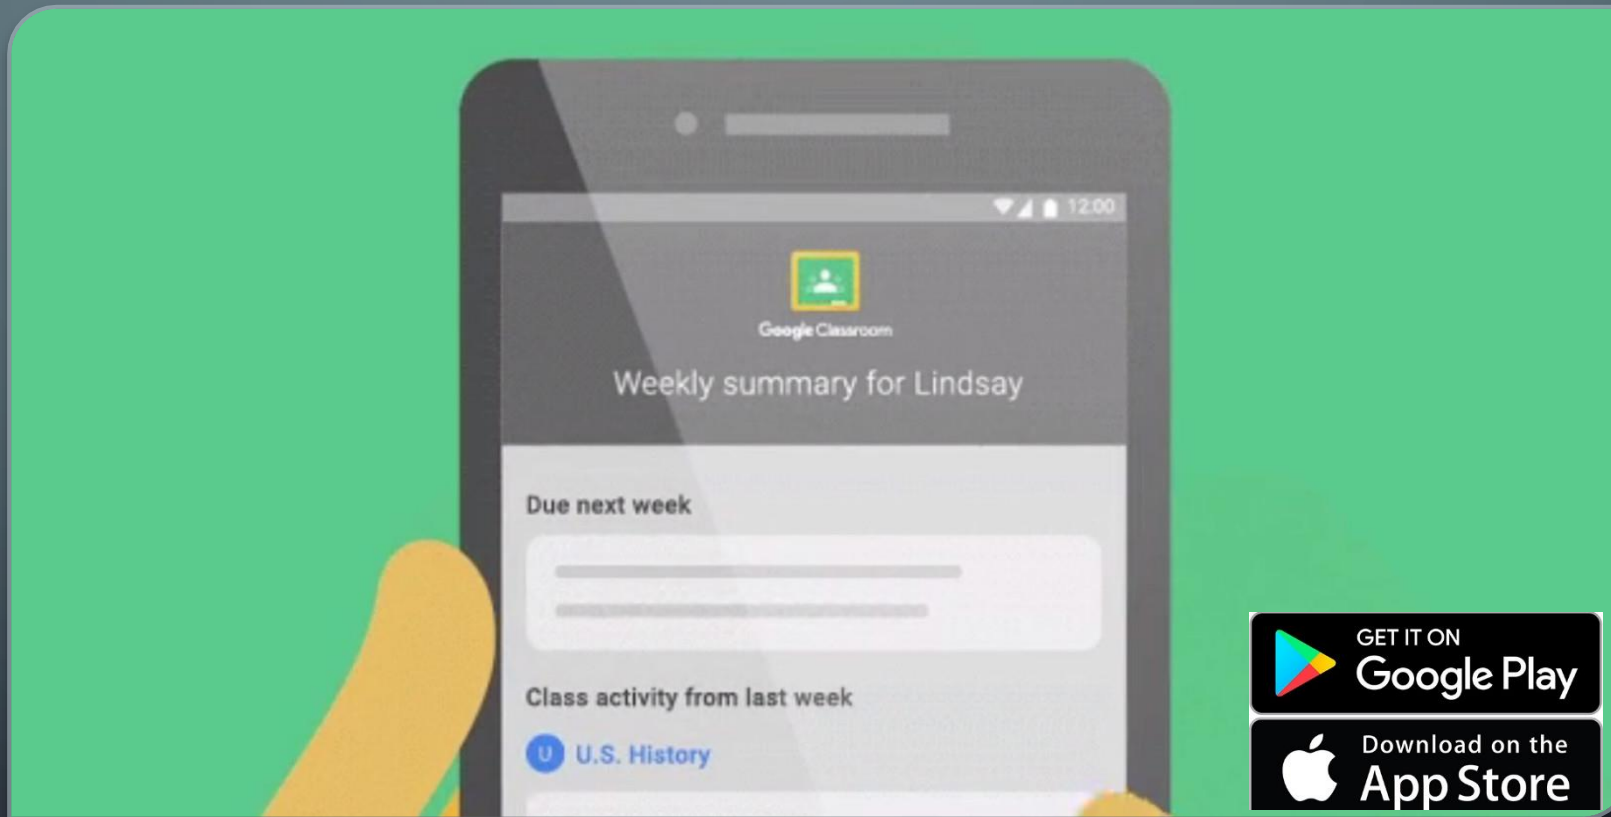 12:00
Google Classroom
Weekly summary for Lindsay
Due next week
Class activity from last week
U
U.S. History
GET IT ON
Google Play
Download on the
App Store